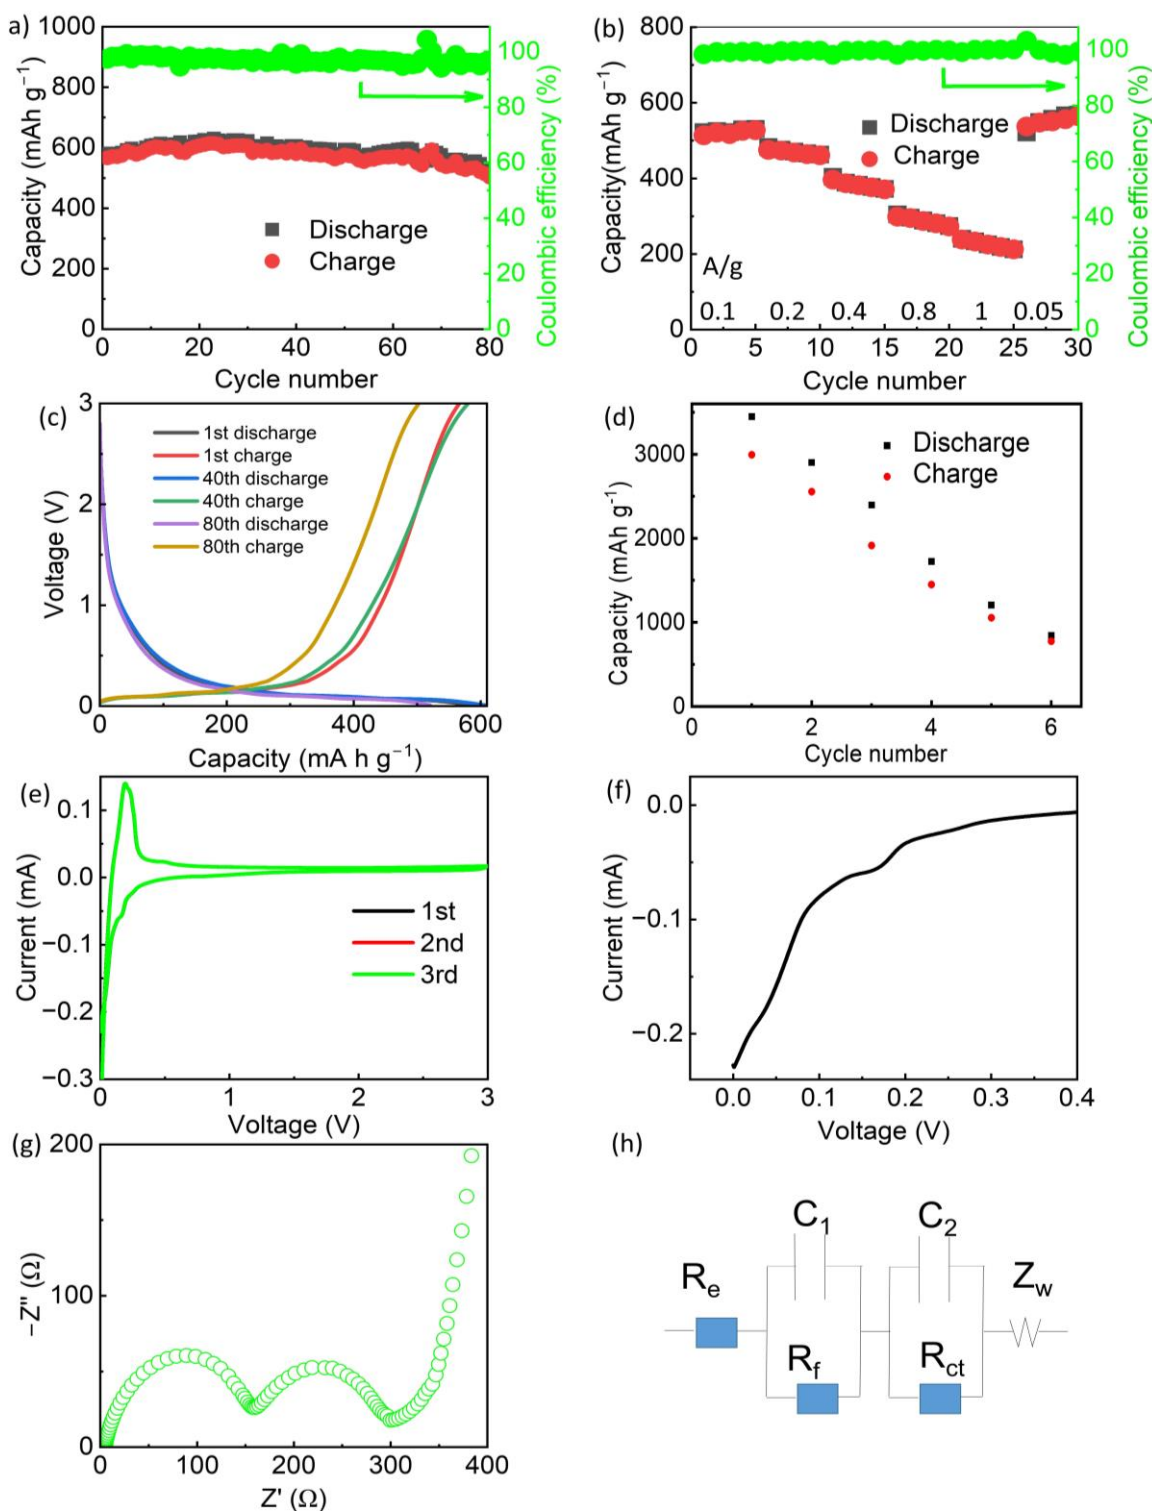 a)
1000
800
600
400
200
0
Capacity (mAh g⁻¹)
Discharge
Charge
100
80
60
40
20
0
Coulombic efficiency (%)
0 20 40 60 80
Cycle number
(b)
800
600
400
200
0
Capacity(mAh g⁻¹)
Discharge
Charge
A/g
0.1 0.2 0.4 0.8 1 0.05
100
80
60
40
20
0
Coulombic efficiency (%)
0 5 10 15 20 25 30
Cycle number
(c)
3
2
1
0
Voltage (V)
1st discharge
1st charge
40th discharge
40th charge
80th discharge
80th charge
0 200 400 600
Capacity (mA h g⁻¹)
(d)
3000
2000
1000
0
Capacity (mAh g⁻¹)
Discharge
Charge
0 2 4 6
Cycle number
(e)
0.1
0.0
−0.1
−0.2
−0.3
Current (mA)
1st
2nd
3rd
0 1 2 3
Voltage (V)
(f)
0.0
−0.1
−0.2
Current (mA)
0.0 0.1 0.2 0.3 0.4
Voltage (V)
(g)
200
100
0
−Z" (Ω)
0 100 200 300 400
Z' (Ω)
(h)
C₁ C₂
Rₑ Z_w
R_f R_ct